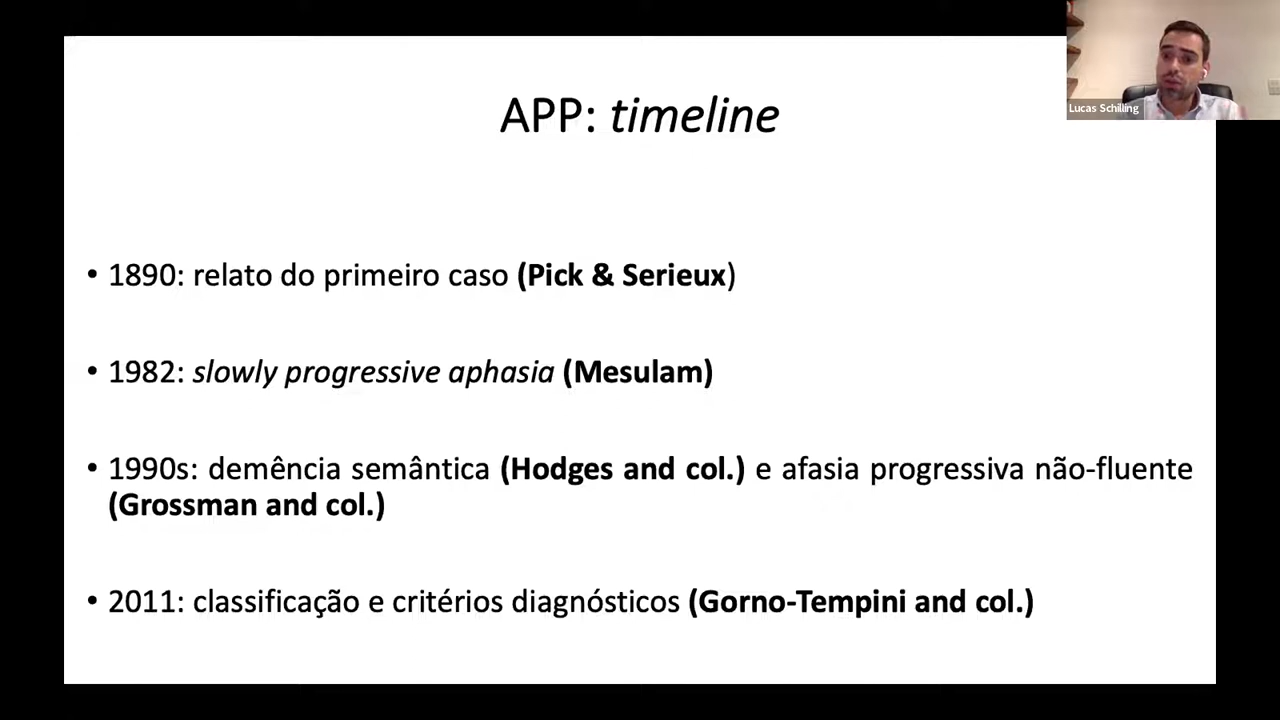 Lucas Schilling
APP: timeline
• 1890: relato do primeiro caso (Pick & Serieux)
• 1982: slowly progressive aphasia (Mesulam)
• 1990s: demência semântica (Hodges and col.) e afasia progressiva não-fluente
(Grossman and col.)
• 2011: classificação e critérios diagnósticos (Gorno-Tempini and col.)